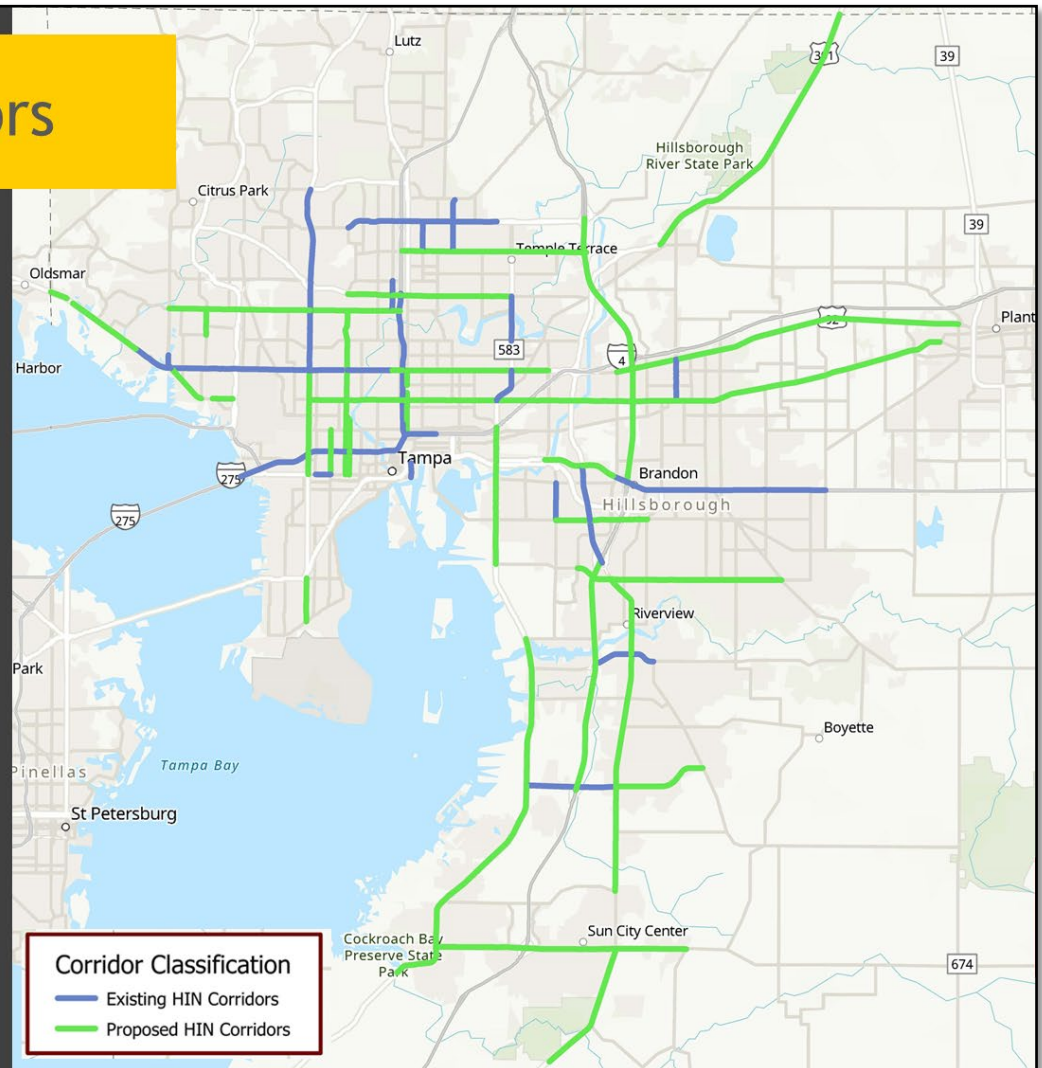 ors
Lutz
301
39
Hillsborough
River State Park
Citrus Park
39
Temple Terrace
Oldsmar
92
Plant
583
4
Harbor
Tampa
Brandon
275
Hillsborough
275
Riverview
Park
Boyette
Pinellas
Tampa Bay
St Petersburg
Sun City Center
Cockroach Bay
Preserve State
Park
674
Corridor Classification
Existing HIN Corridors
Proposed HIN Corridors